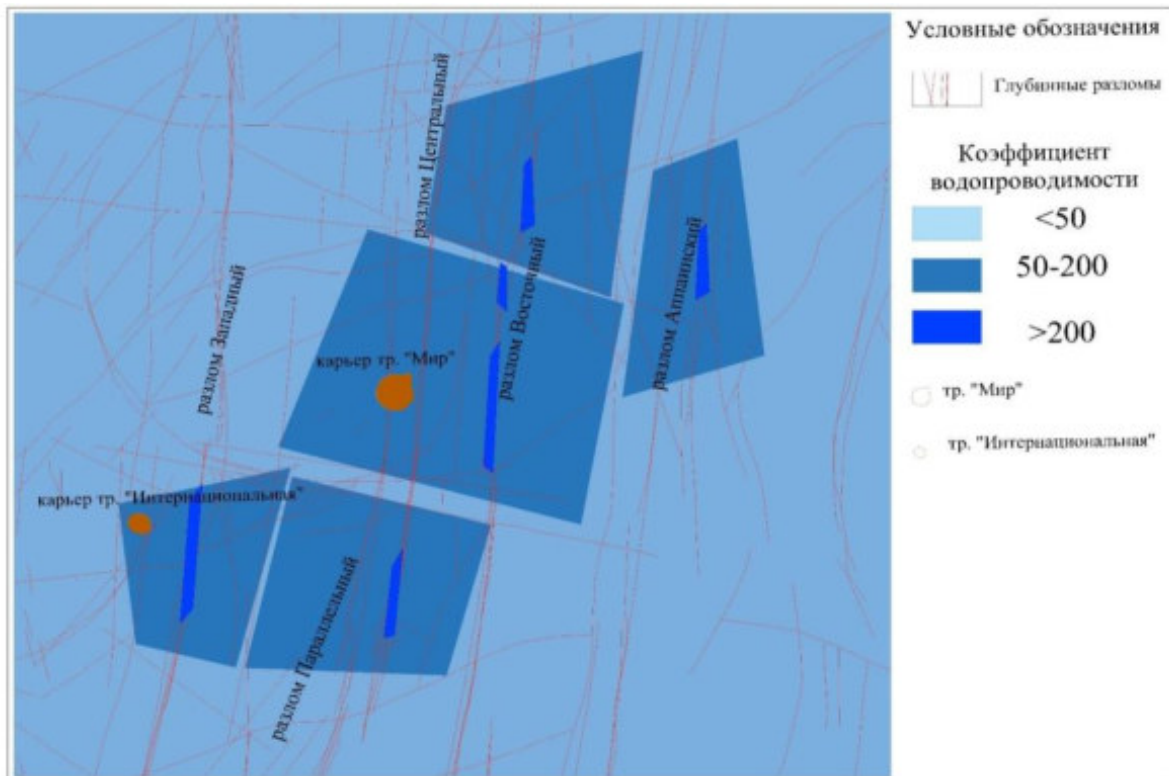 Условные обозначения
Глубинные разломы
Коэффициент
водопроводимости
<50
50-200
>200
тр. "Мир"
тр. "Интернациональная"
разлом Центральный
разлом Западный
разлом Восточный
разлом Аппаинский
карьер тр. "Мир"
карьер тр. "Интернациональная"
разлом Параллельный